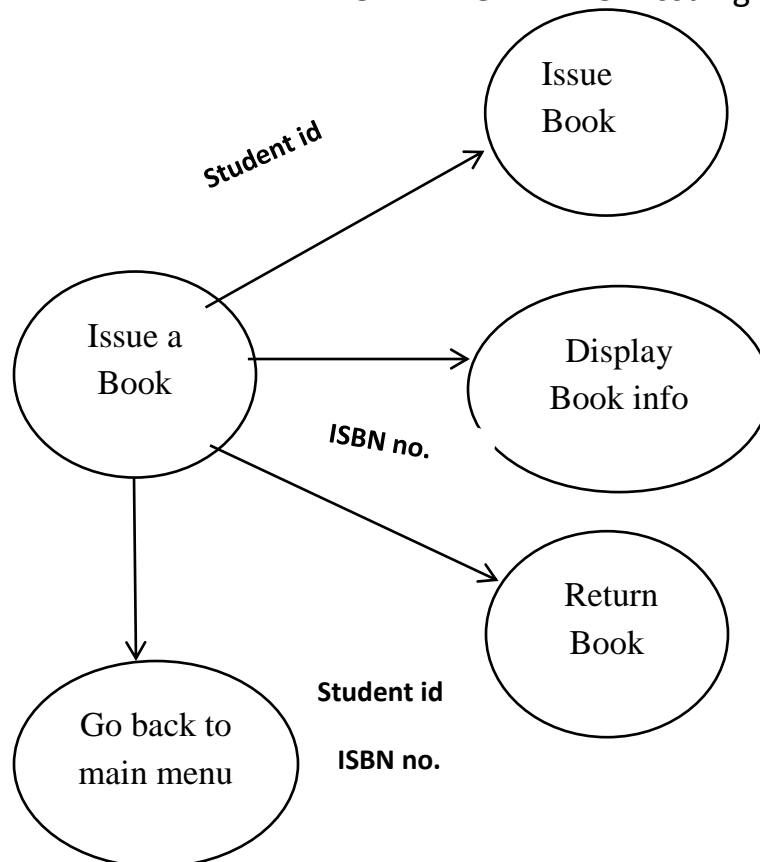 Issue
Book
Student id
Issue a
Book
Display
Book info
ISBN no.
Return
Book
Student id
Go back to
main menu
ISBN no.